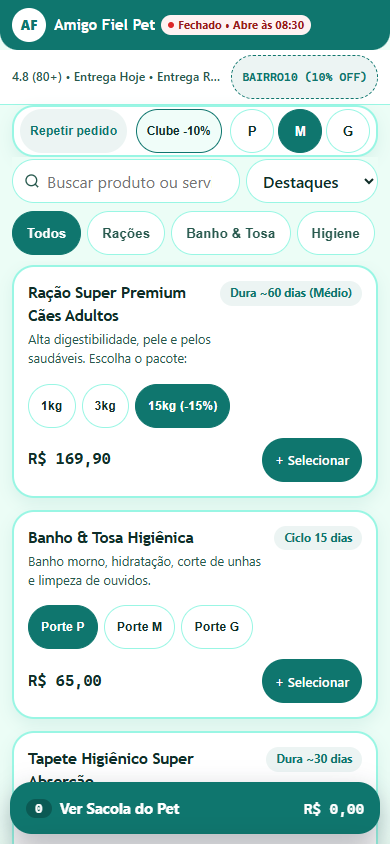 AF Amigo Fiel Pet Fechado • Abre às 08:30
4.8 (80+) • Entrega Hoje • Entrega R... BAIRRO10 (10% OFF)
Repetir pedido Clube -10% P M G
Buscar produto ou serv Destaques
Todos Rações Banho & Tosa Higiene
Ração Super Premium Dura ~60 dias (Médio)
Cães Adultos
Alta digestibilidade, pele e pelos
saudáveis. Escolha o pacote:
1kg 3kg 15kg (-15%)
R$ 169,90 + Selecionar
Banho & Tosa Higiênica Ciclo 15 dias
Banho morno, hidratação, corte de unhas
e limpeza de ouvidos.
Porte P Porte M Porte G
R$ 65,00 + Selecionar
Tapete Higiênico Super Dura ~30 dias
Absorção
0 Ver Sacola do Pet R$ 0,00